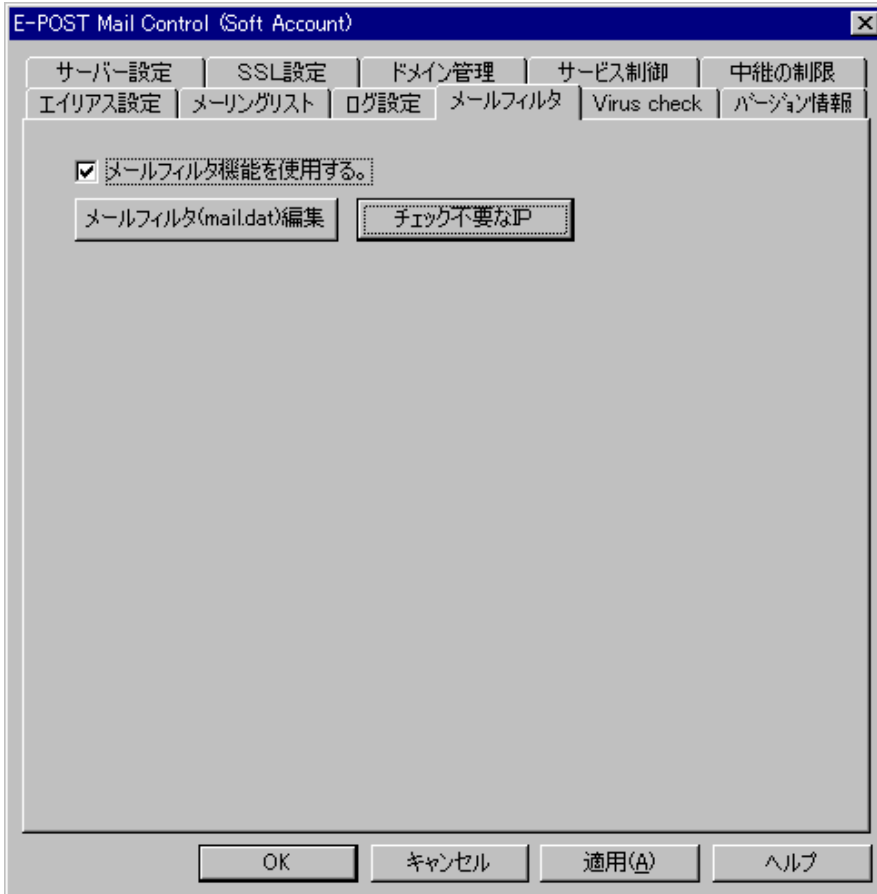 E-POST Mail Control (Soft Account)
サーバー設定 SSL設定 ドメイン管理 サービス制御 中継の制限
エイリアス設定 メーリングリスト ログ設定 メールフィルタ Virus check バージョン情報
メールフィルタ機能を使用する。
メールフィルタ(mail.dat)編集 チェック不要なIP
OK キャンセル 適用(A) ヘルプ